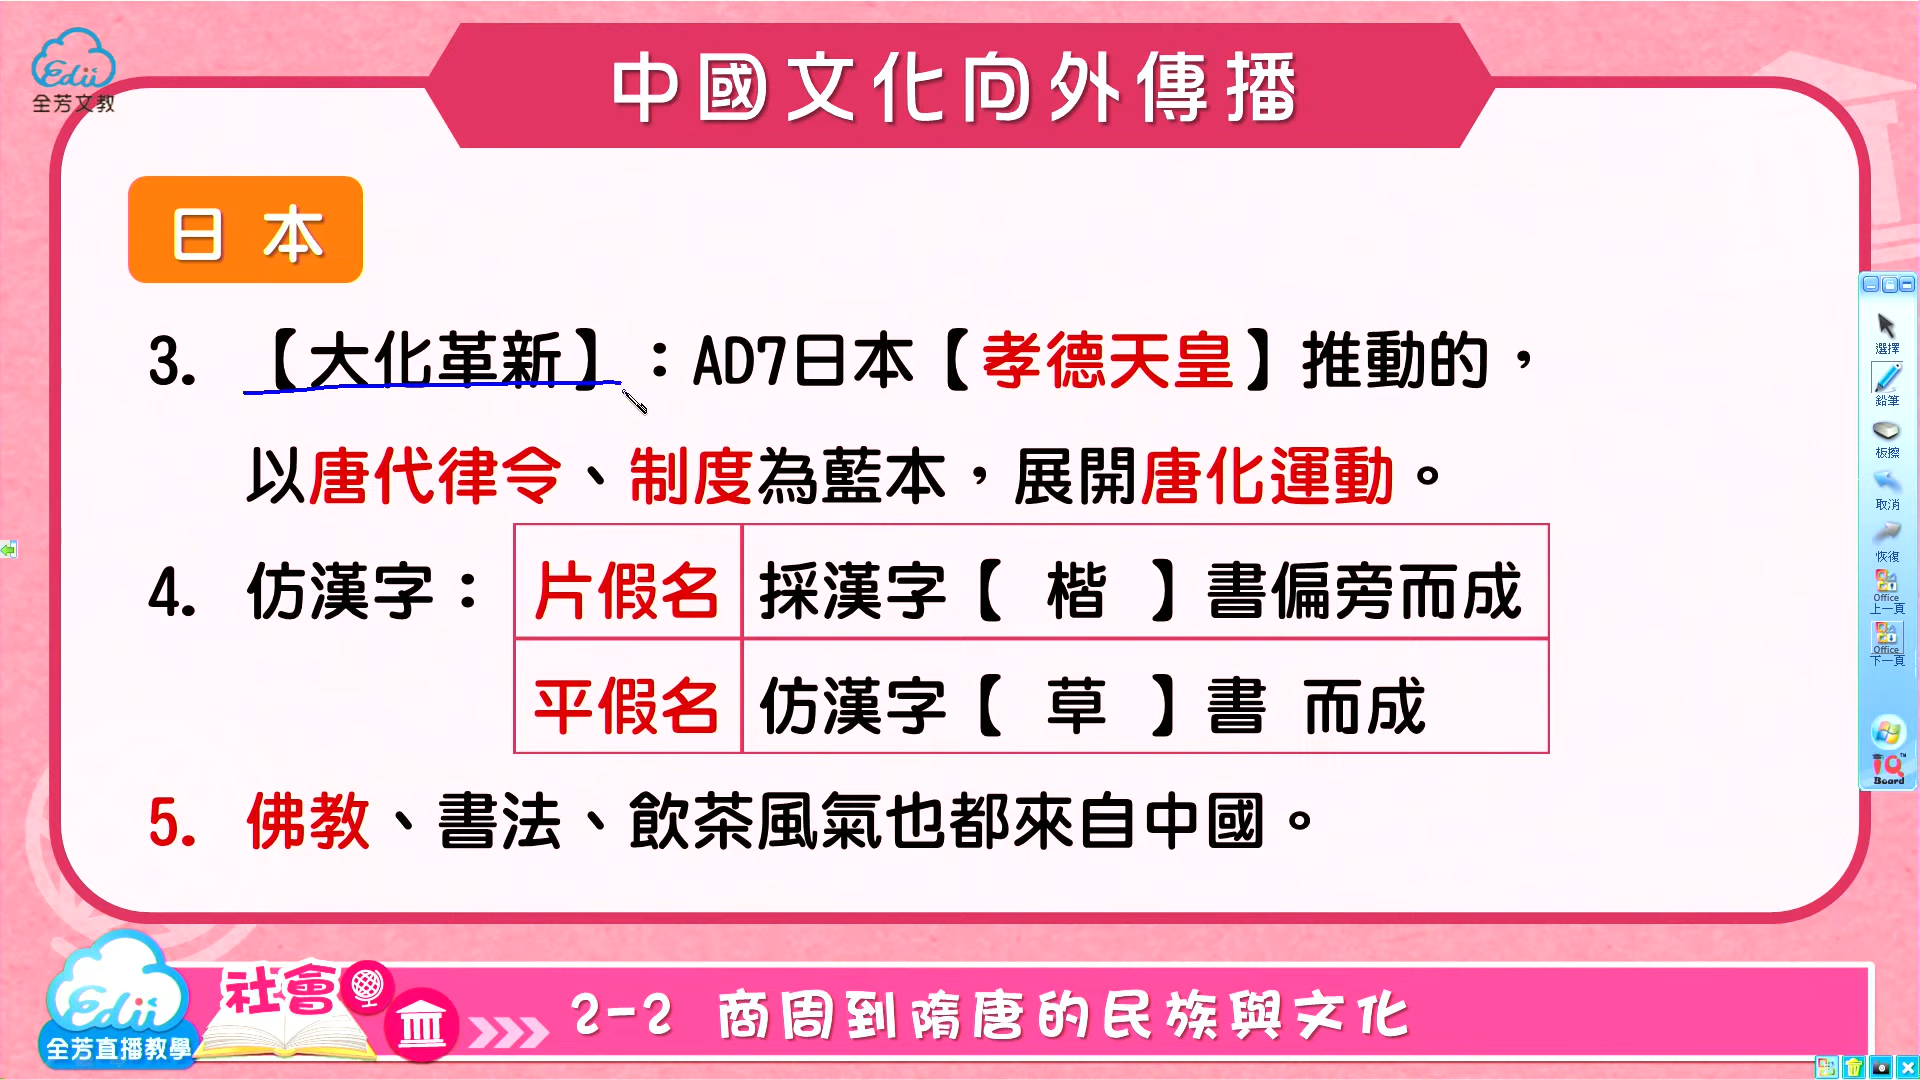 Edii
全芳文教
中國文化向外傳播
日本
3. 【大化革新】：AD7日本【孝德天皇】推動的，
以唐代律令、制度為藍本，展開唐化運動。
4. 仿漢字：
片假名 採漢字【 楷 】書偏旁而成
平假名 仿漢字【 草 】書 而成
5. 佛教、書法、飲茶風氣也都來自中國。
選擇
鉛筆
板擦
取消
恢復
Office
上一頁
Office
下一頁
IQ Board
Edii
全芳直播教學
社會
2-2 商周到隋唐的民族與文化